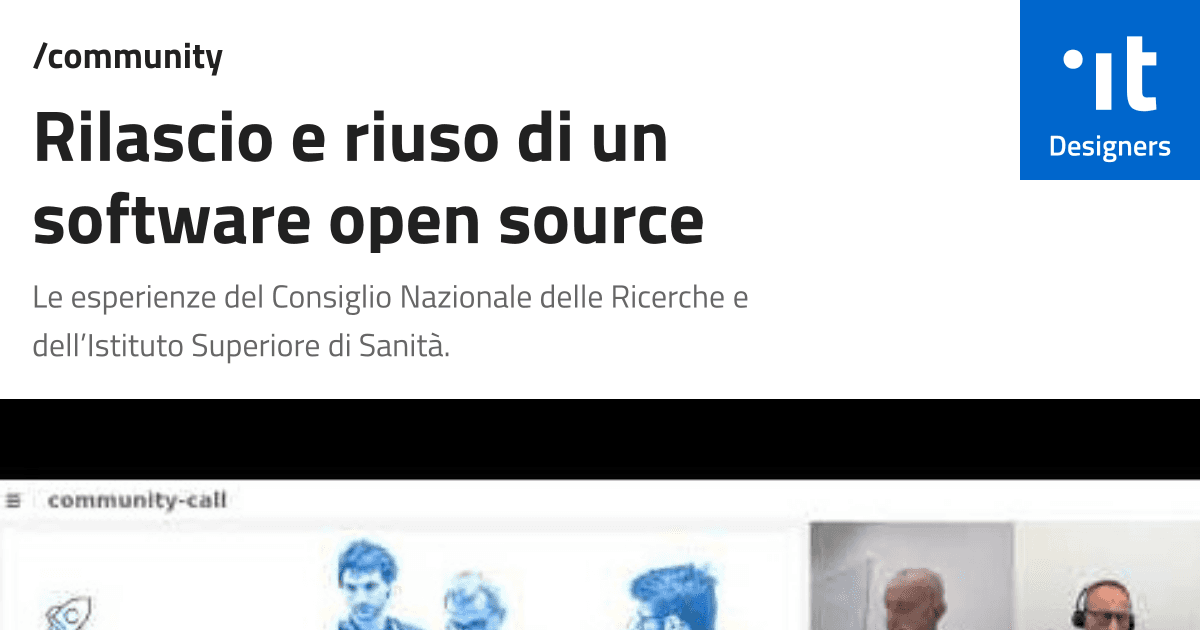 /community
Rilascio e riuso di un
software open source
Le esperienze del Consiglio Nazionale delle Ricerche e
dell’Istituto Superiore di Sanità.
it
Designers
community-call